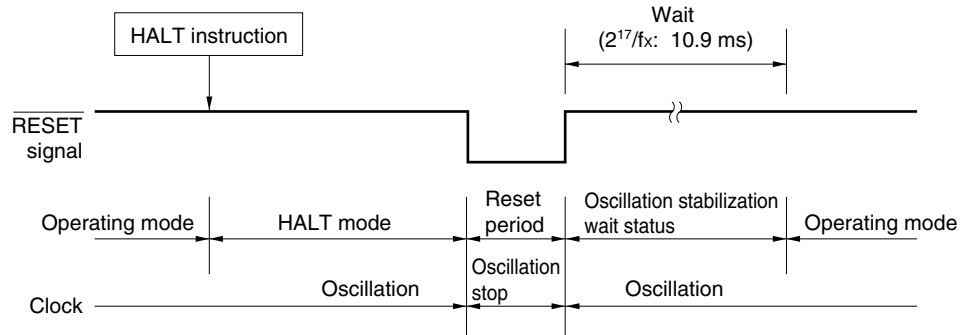 Wait
(2¹⁷/fx: 10.9 ms)
HALT instruction
RESET
signal
Operating mode
HALT mode
Reset
period
Oscillation stabilization
wait status
Operating mode
Clock
Oscillation
Oscillation
stop
Oscillation